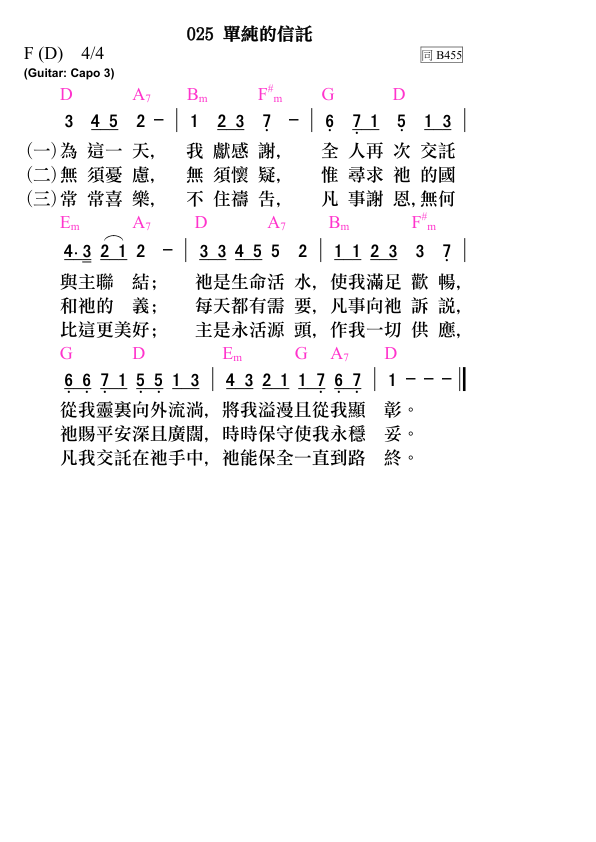 025 單純的信託
F (D) 4/4
同 B455
(Guitar: Capo 3)
D A7 Bm F#m G D
3 4 5 2 – | 1 2 3 7 – | 6 7 1 5 1 3 |
(一)為 這一 天, 我 獻感 謝, 全 人再 次 交託
(二)無 須憂 慮, 無 須懷 疑, 惟 尋求 祂 的國
(三)常 常喜 樂, 不 住禱 告, 凡 事謝 恩,無何
Em A7 D A7 Bm F#m
4· 3 2 1 2 – | 3 3 4 5 5 2 | 1 1 2 3 3 7 |
與主聯 結; 祂是生命活 水, 使我滿足 歡 暢,
和祂的 義; 每天都有需 要, 凡事向祂 訴 說,
比這更美好; 主是永活源 頭, 作我一切 供 應,
G D Em G A7 D
6 6 7 1 5 5 1 3 | 4 3 2 1 1 7 6 7 | 1 – – – ||
從我靈裏向外流淌, 將我溢漫且從我顯 彰。
祂賜平安深且廣闊, 時時保守使我永穩 妥。
凡我交託在祂手中, 祂能保全一直到路 終。